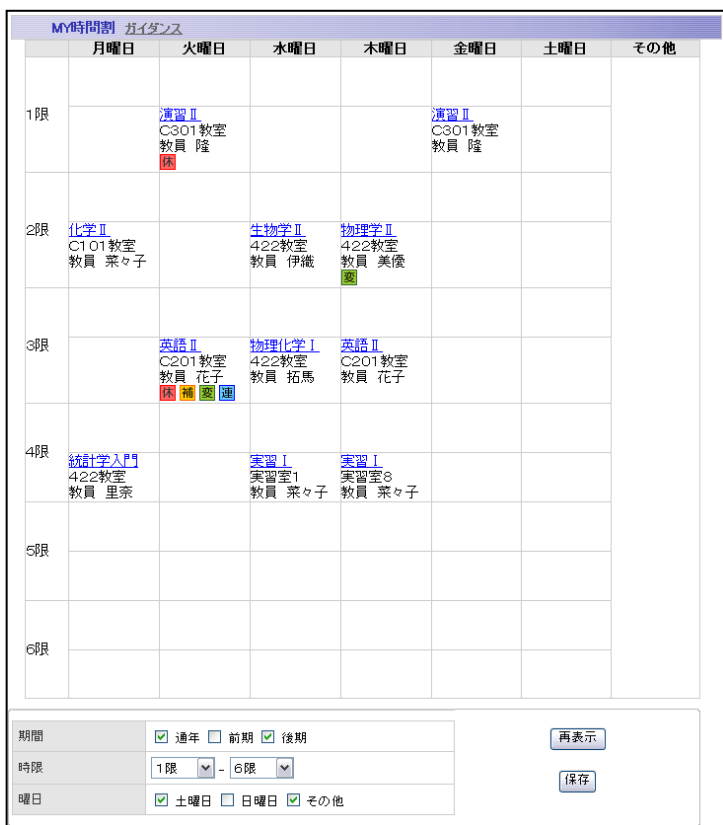 MY時間割 ガイダンス
月曜日 火曜日 水曜日 木曜日 金曜日 土曜日 その他
1限
演習Ⅱ
C301教室
教員 隆
休
演習Ⅱ
C301教室
教員 隆
2限
化学Ⅱ
C101教室
教員 菜々子
生物学Ⅱ
422教室
教員 伊織
物理学Ⅱ
422教室
教員 美優
変
3限
英語Ⅱ
C201教室
教員 花子
休 補 変 連
物理化学Ⅰ
422教室
教員 拓馬
英語Ⅱ
C201教室
教員 花子
4限
統計学入門
422教室
教員 里奈
実習Ⅰ
実習室1
教員 菜々子
実習Ⅰ
実習室8
教員 菜々子
5限
6限
期間 通年 前期 後期
再表示
時限 1限 - 6限
保存
曜日 土曜日 日曜日 その他